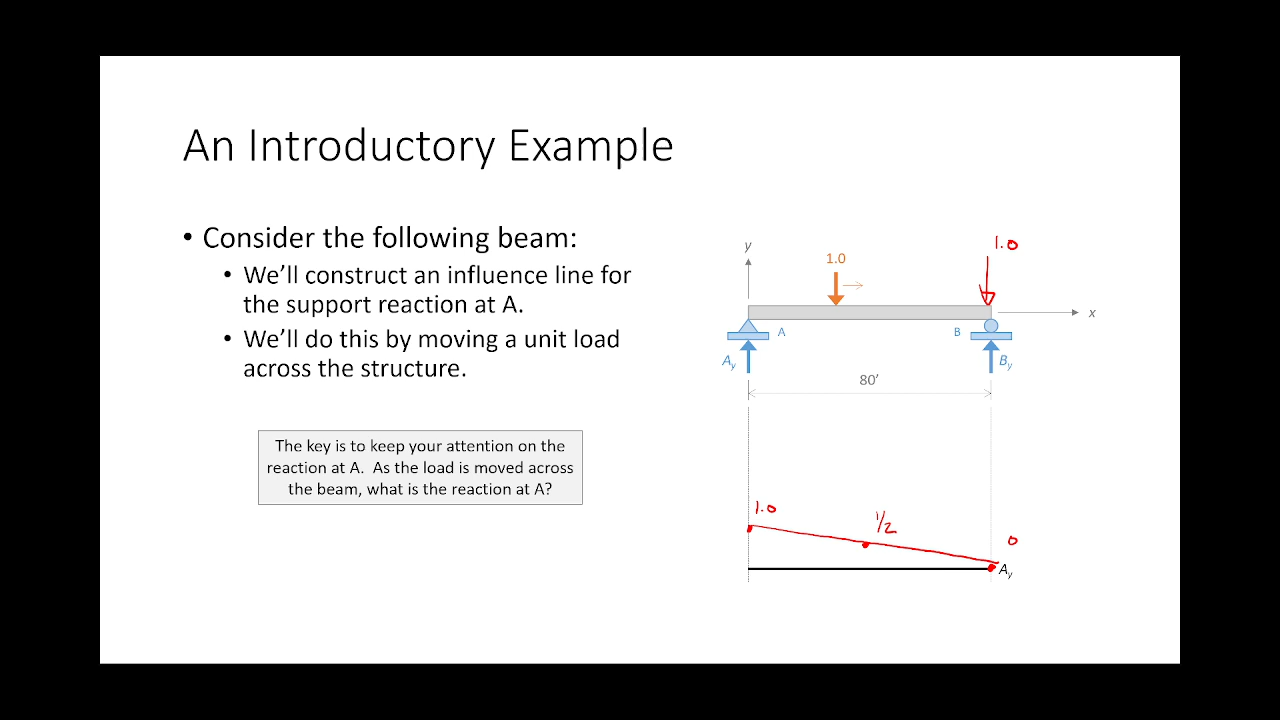 An Introductory Example
• Consider the following beam:
• We'll construct an influence line for
the support reaction at A.
• We'll do this by moving a unit load
across the structure.
The key is to keep your attention on the
reaction at A. As the load is moved across
the beam, what is the reaction at A?
y
1.0
1.0
x
A
B
Ay
By
80'
1.0
1/2
0
Ay